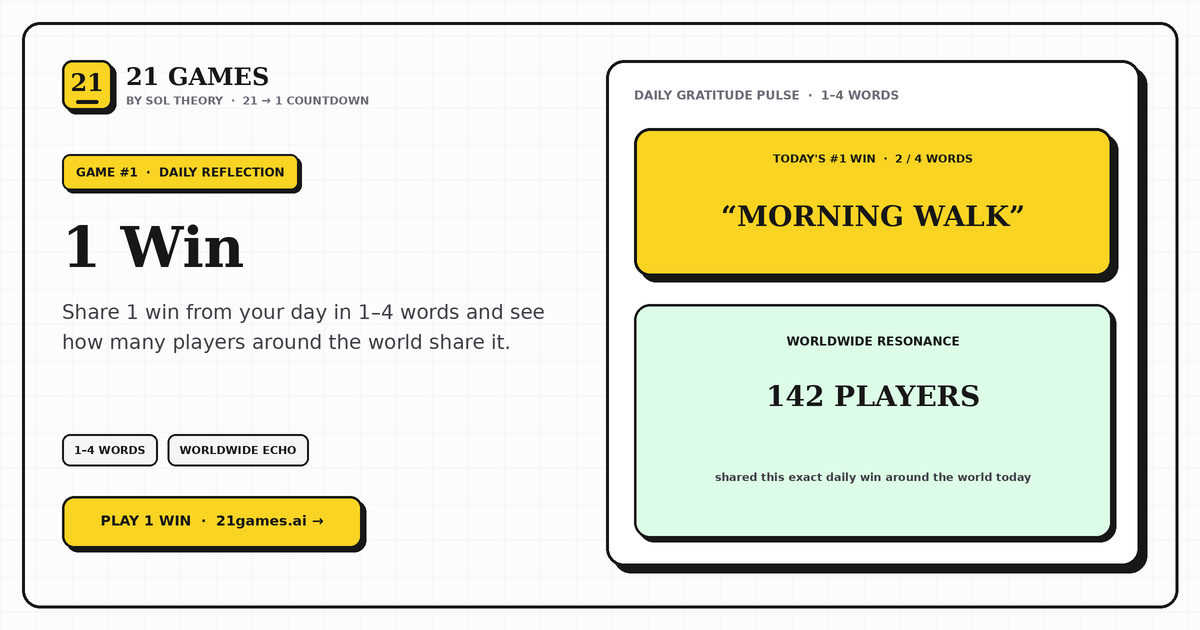 21
21 GAMES
BY SOL THEORY · 21 → 1 COUNTDOWN
GAME #1 · DAILY REFLECTION
1 Win
Share 1 win from your day in 1–4 words and see
how many players around the world share it.
1–4 WORDS
WORLDWIDE ECHO
PLAY 1 WIN · 21games.ai →
DAILY GRATITUDE PULSE · 1–4 WORDS
TODAY'S #1 WIN · 2 / 4 WORDS
“MORNING WALK”
WORLDWIDE RESONANCE
142 PLAYERS
shared this exact daily win around the world today